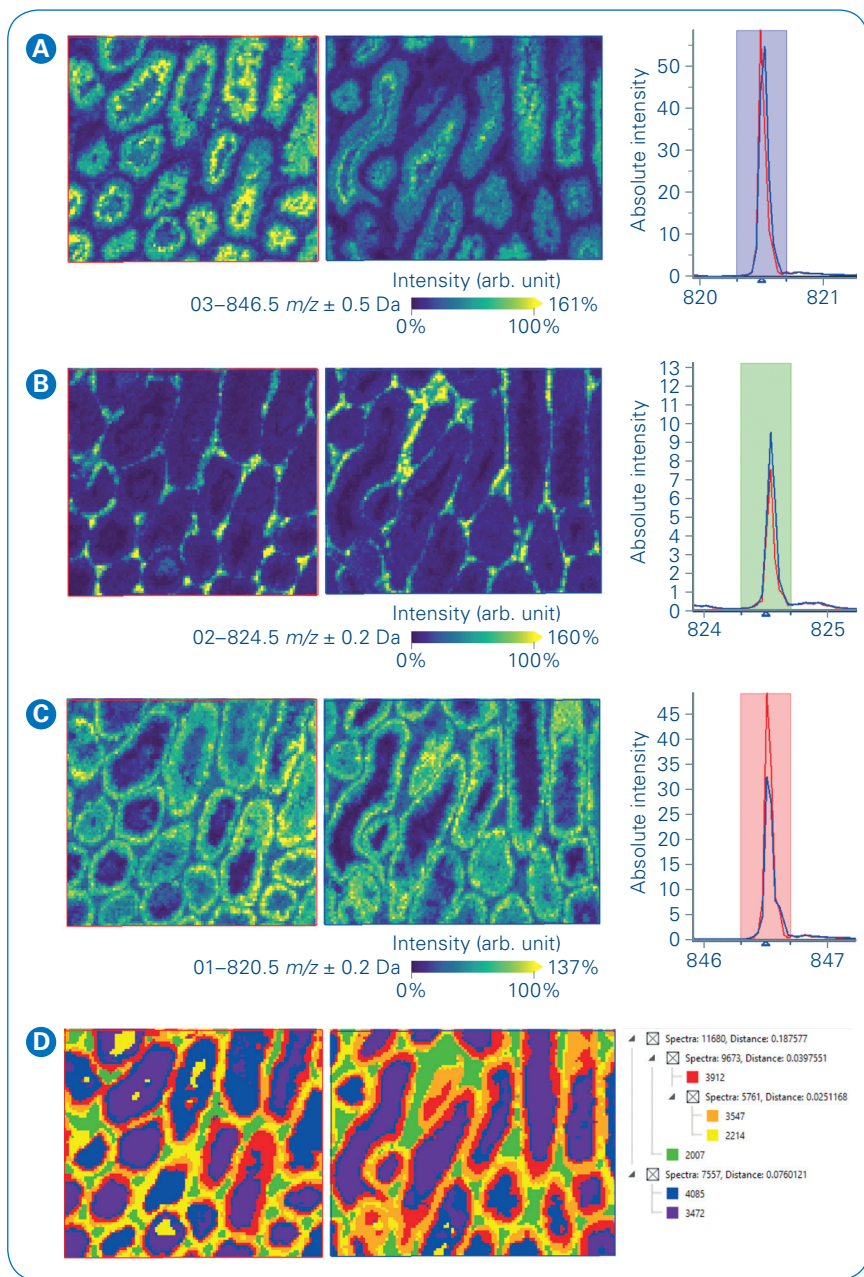 A
Absolute intensity
50
40
30
20
10
0
820 821
Intensity (arb. unit)
03–846.5 m/z ± 0.5 Da 161%
0% 100%
B
Absolute intensity
13
12
11
10
9
8
7
6
5
4
3
2
1
0
824 825
Intensity (arb. unit)
02–824.5 m/z ± 0.2 Da 160%
0% 100%
C
Absolute intensity
45
40
35
30
25
20
15
10
5
0
846 847
Intensity (arb. unit)
01–820.5 m/z ± 0.2 Da 137%
0% 100%
D
Spectra: 11680, Distance: 0.187577
Spectra: 9673, Distance: 0.0397551
3912
Spectra: 5761, Distance: 0.0251168
3547
2214
2007
Spectra: 7557, Distance: 0.0760121
4085
3472